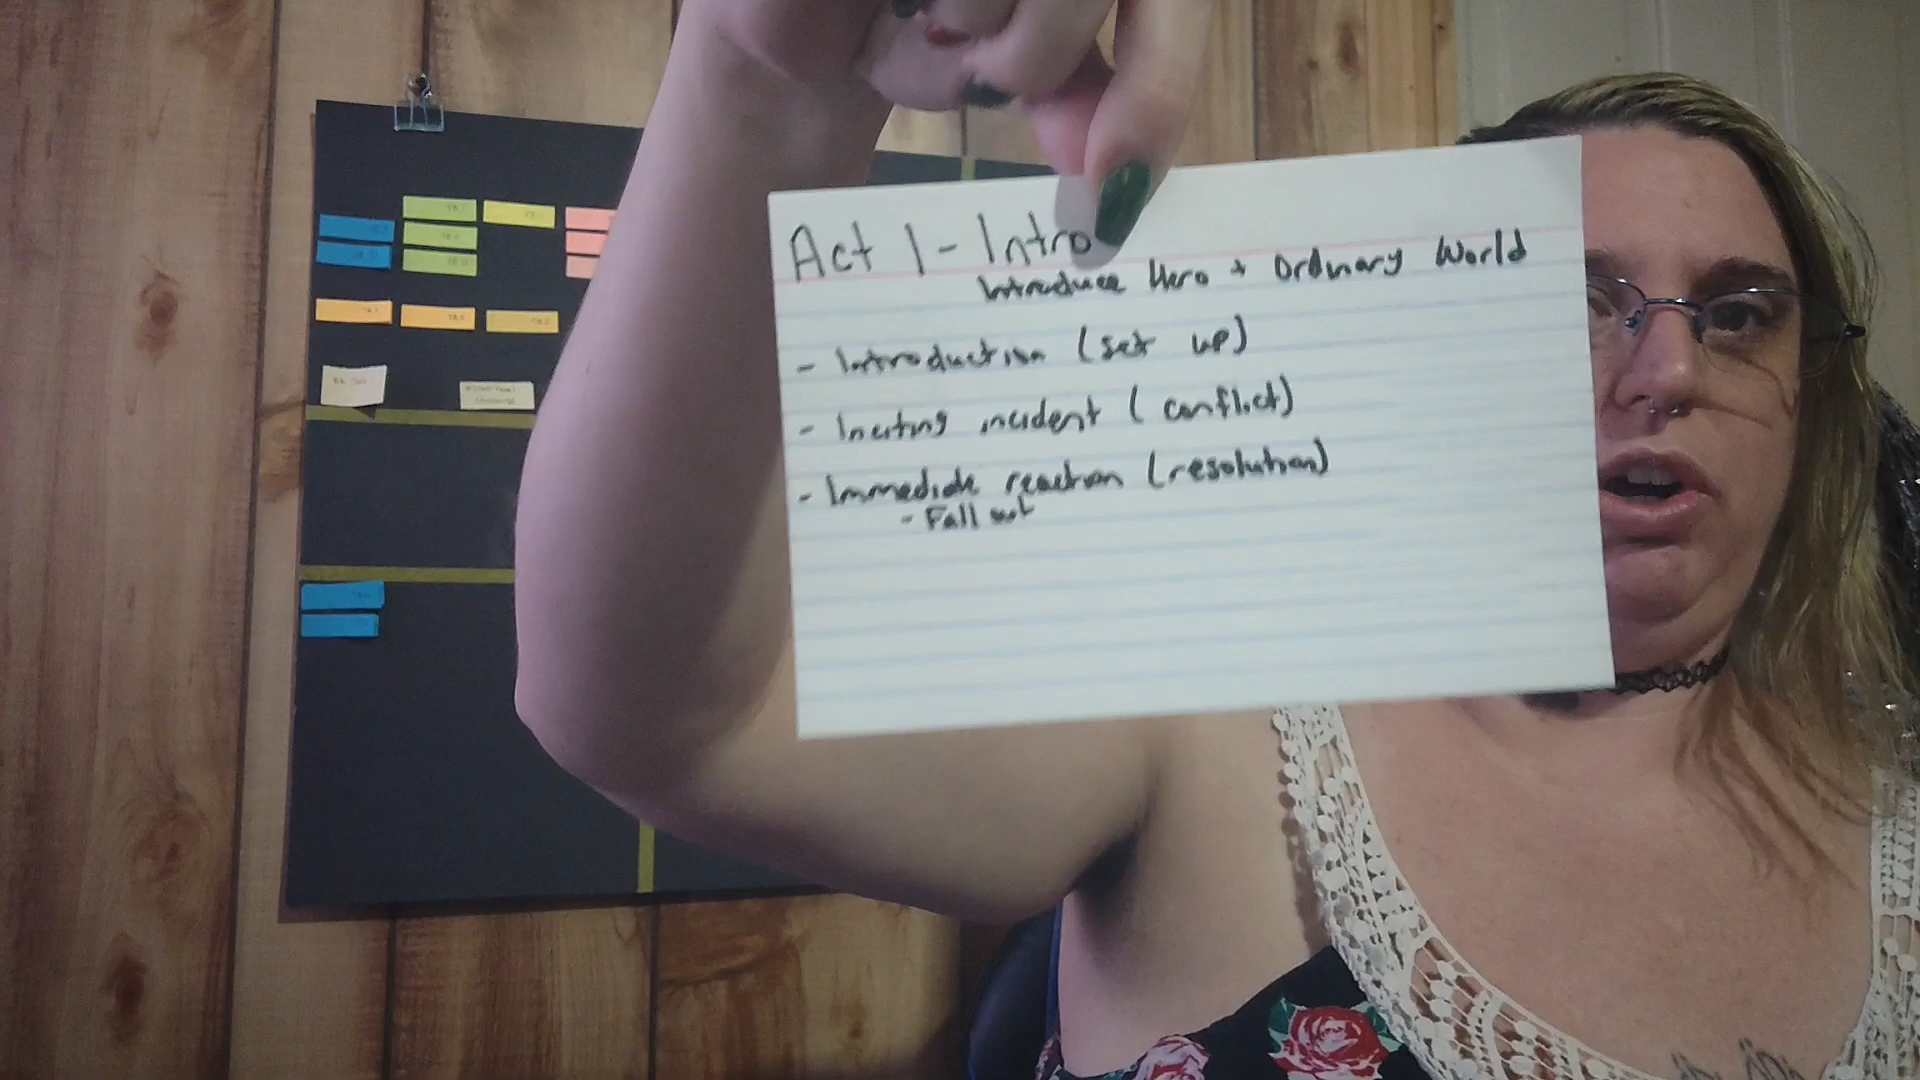 Act 1 - Intro
Introduce Hero + Ordinary World
- Introduction (set up)
- Inciting incident (conflict)
- Immediate reaction (resolution)
- Fall out